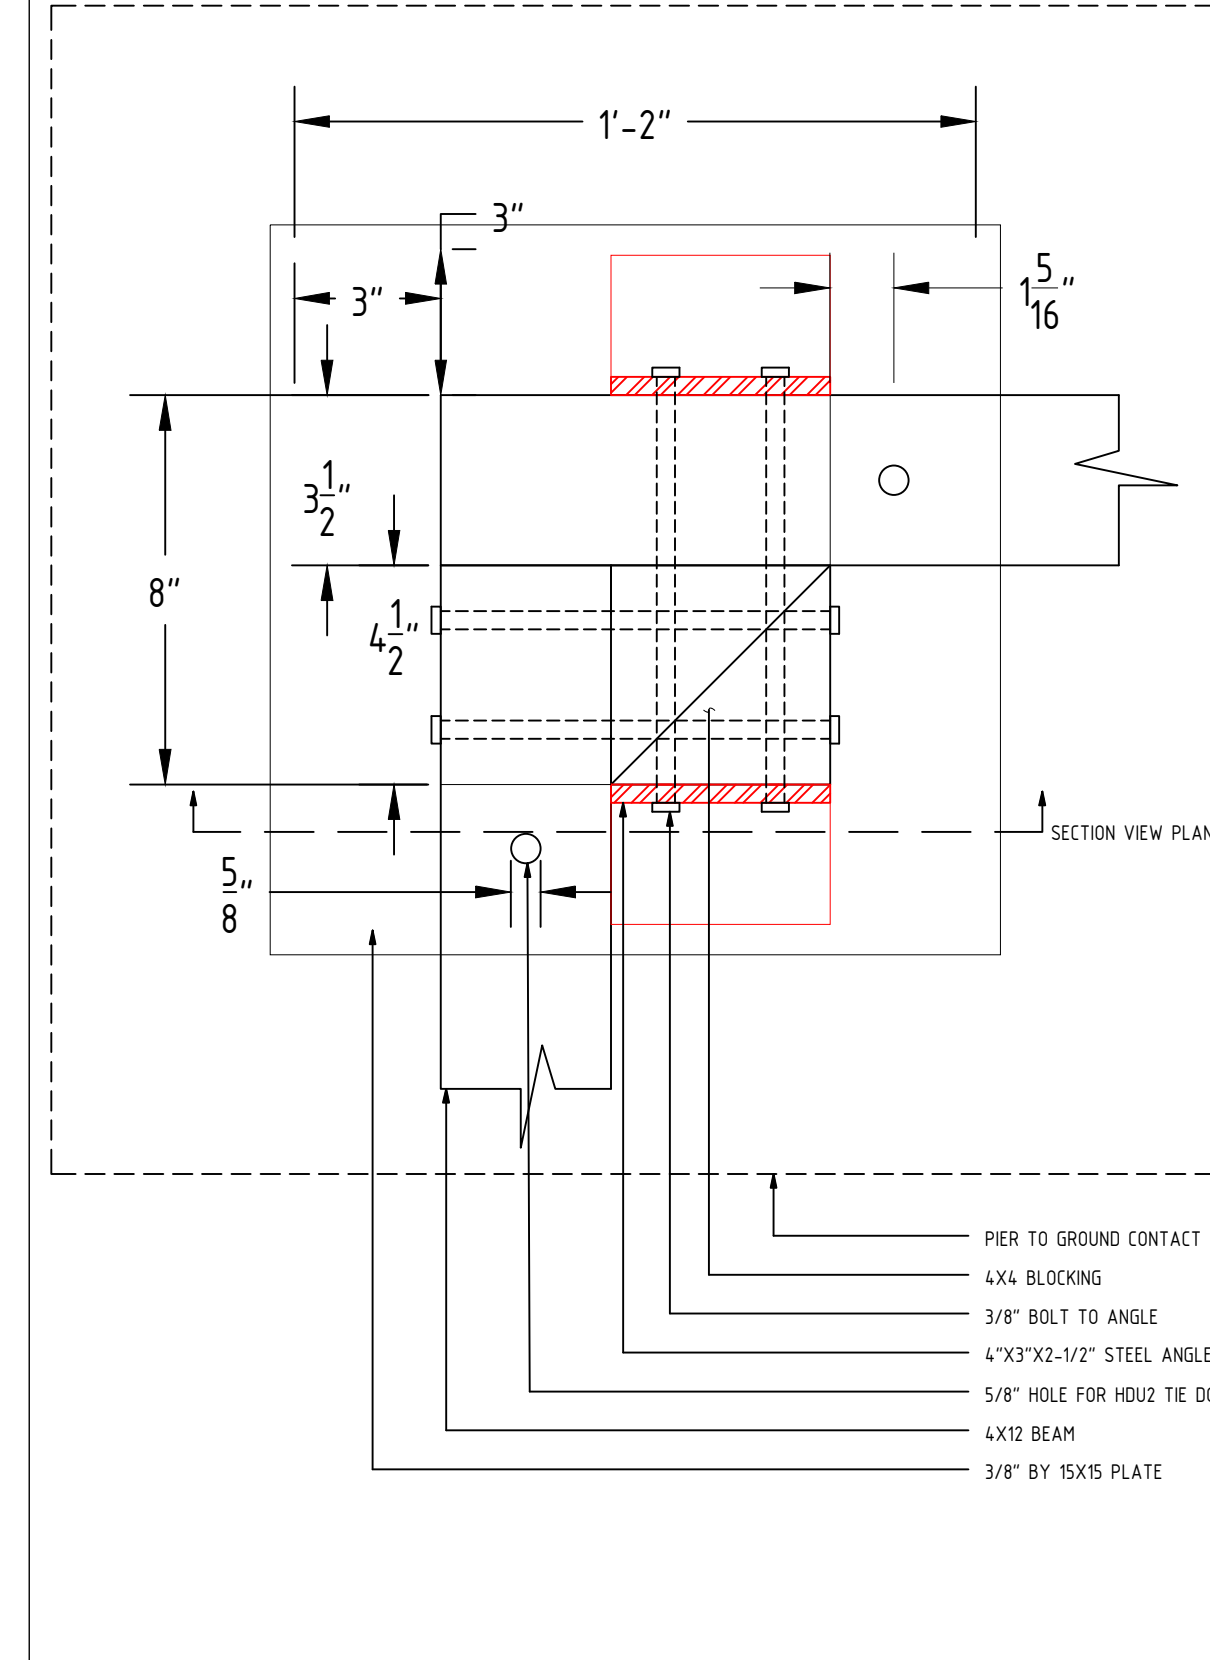 1'-2"
3"
3"
1 5/16"
3 1/2"
8"
4 1/2"
SECTION VIEW
5/8"
PIER TO GROUND CONTACT
4X4 BLOCKING
3/8" BOLT TO ANGLE
4"X3"X2-1/2" STEEL ANGLE
5/8" HOLE FOR HDU2 TIE
4X12 BEAM
3/8" BY 15X15 PLATE